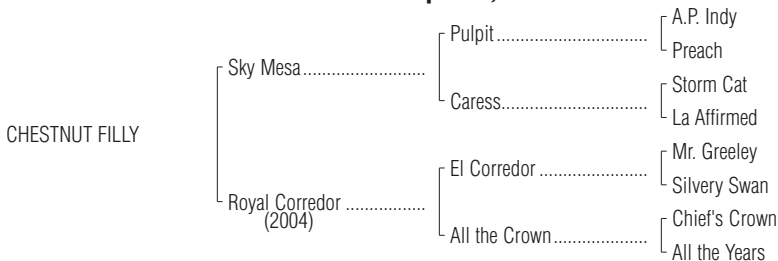 A.P. Indy
Pulpit
Preach
Sky Mesa
Storm Cat
Caress
La Affirmed
CHESTNUT FILLY
Mr. Greeley
El Corredor
Silvery Swan
Royal Corredor
(2004)
Chief's Crown
All the Crown
All the Years